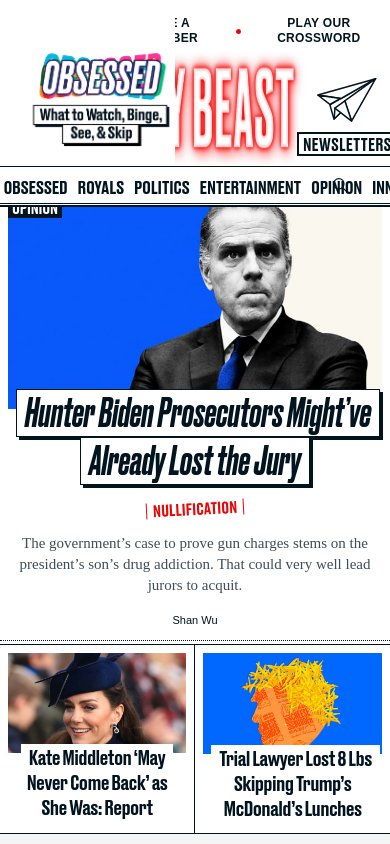 E A
BER
PLAY OUR
CROSSWORD
OBSESSED
What to Watch, Binge,
See, & Skip
Y BEAST
NEWSLETTERS
OBSESSED ROYALS POLITICS ENTERTAINMENT OPINION INN
OPINION
Hunter Biden Prosecutors Might’ve
Already Lost the Jury
NULLIFICATION
The government’s case to prove gun charges stems on the
president’s son’s drug addiction. That could very well lead
jurors to acquit.
Shan Wu
Kate Middleton ‘May
Never Come Back’ as
She Was: Report
Trial Lawyer Lost 8 Lbs
Skipping Trump’s
McDonald’s Lunches